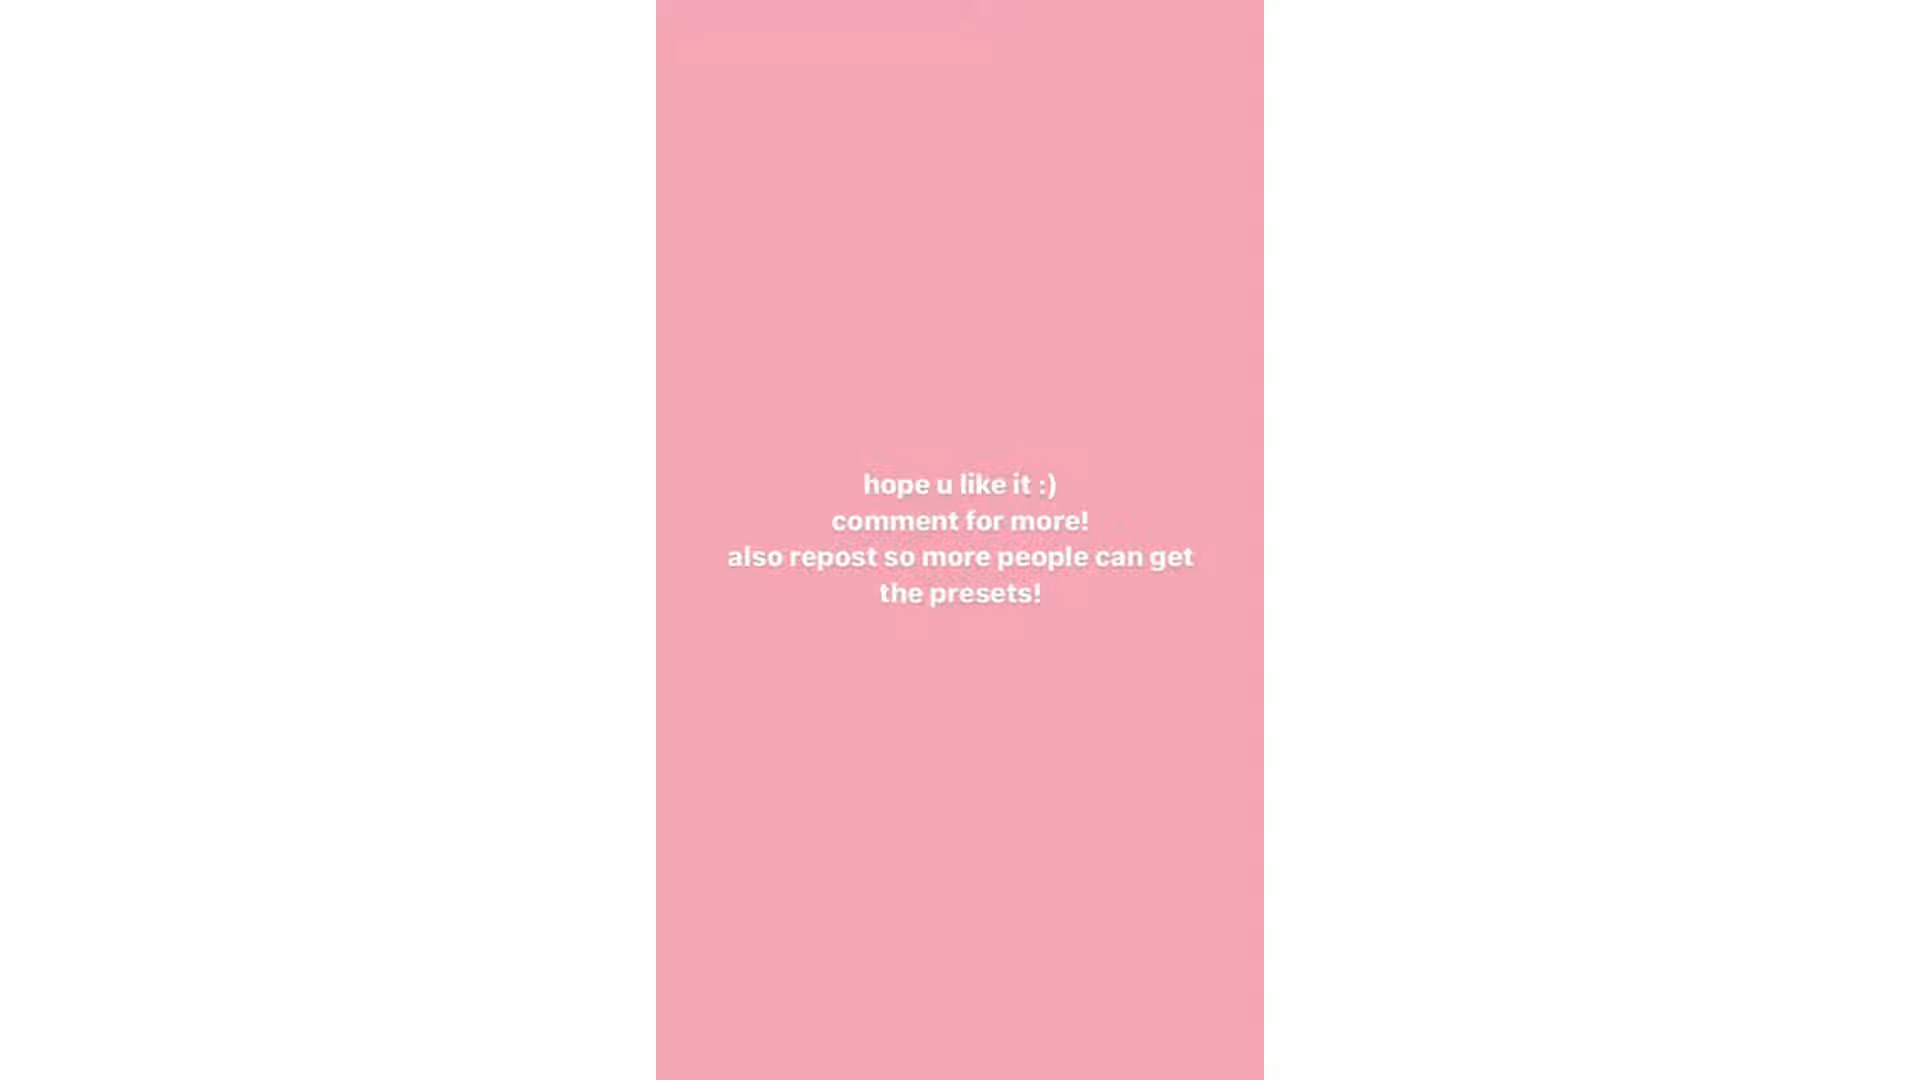 hope u like it :)
comment for more!
also repost so more people can get
the presets!